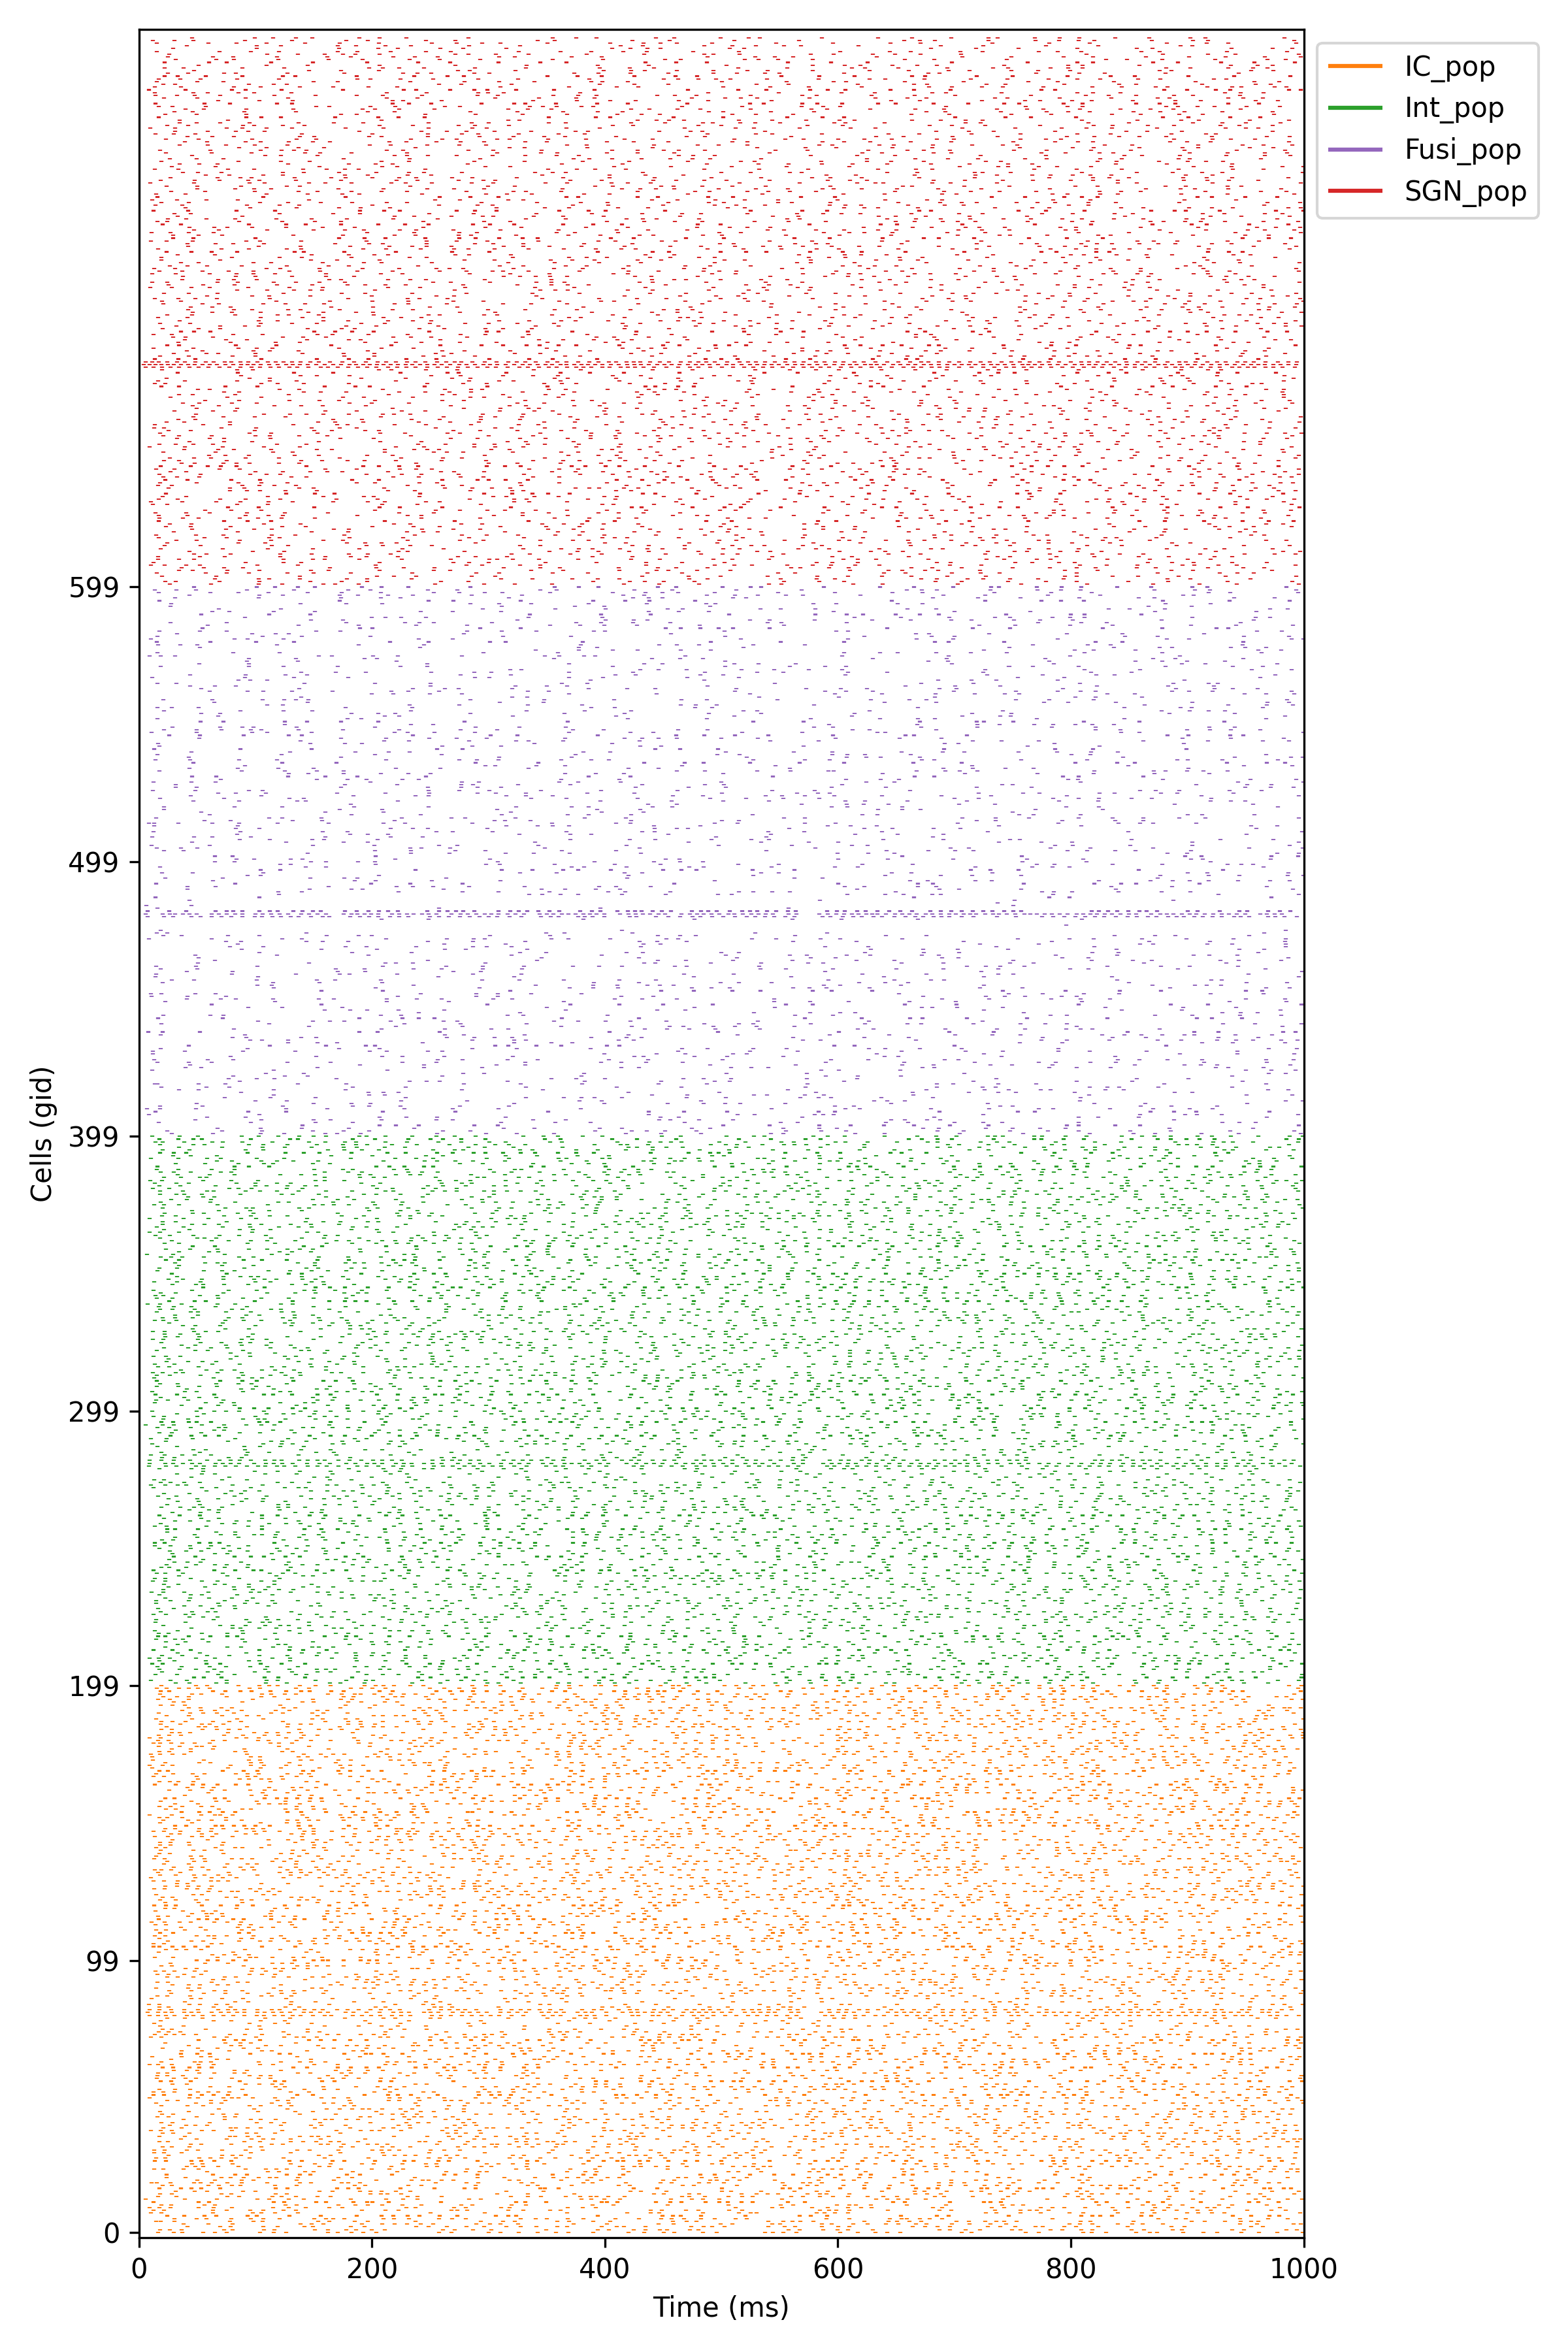 IC_pop
Int_pop
Fusi_pop
SGN_pop
599
499
399
299
199
99
0
Cells (gid)
0 200 400 600 800 1000
Time (ms)